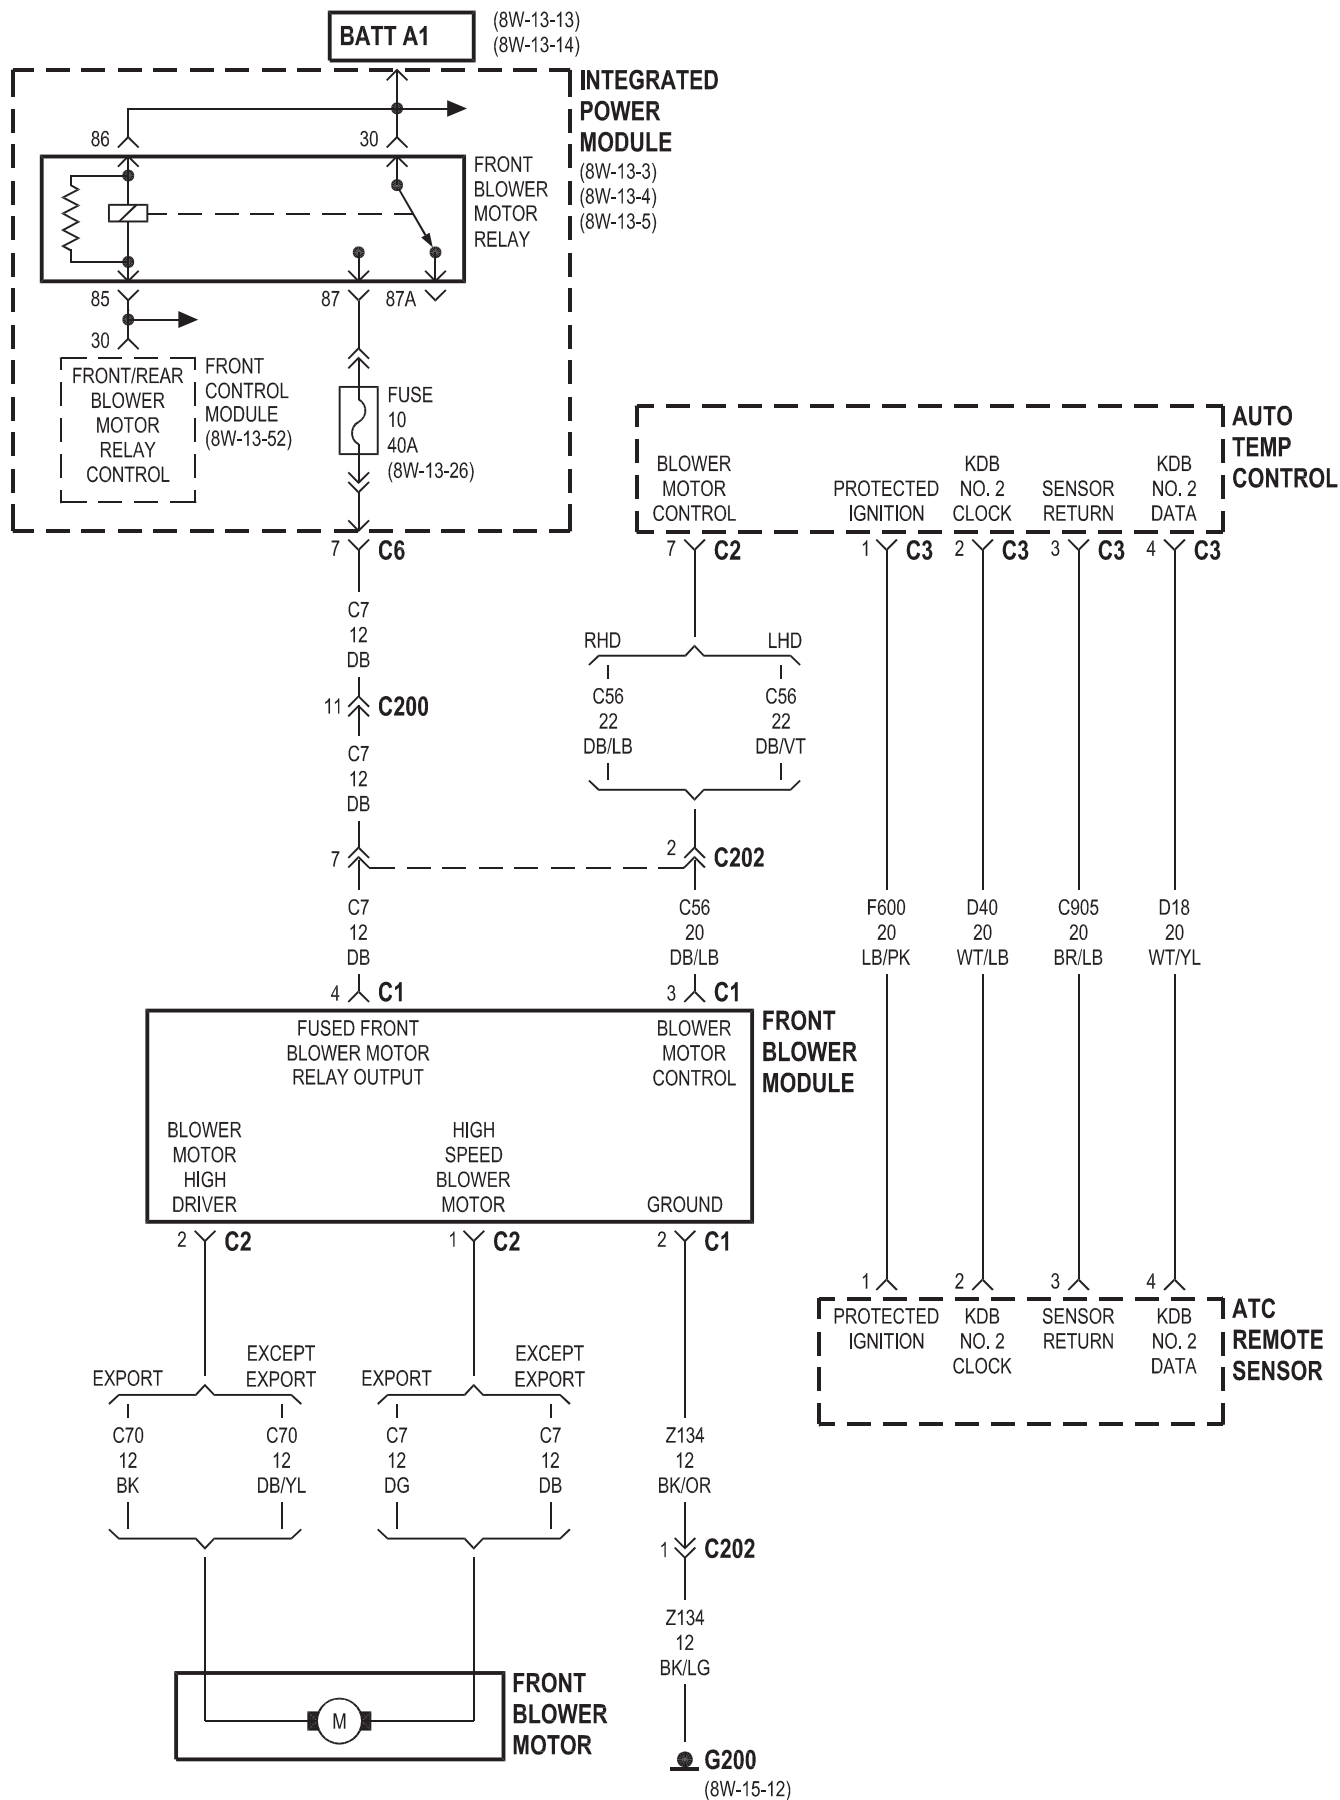 BATT A1
(8W-13-13)
(8W-13-14)
INTEGRATED
POWER
MODULE
(8W-13-3)
(8W-13-4)
(8W-13-5)
86
30
FRONT
BLOWER
MOTOR
RELAY
85
87
87A
30
FRONT/REAR
BLOWER
MOTOR
RELAY
CONTROL
FRONT
CONTROL
MODULE
(8W-13-52)
FUSE
10
40A
(8W-13-26)
7
C6
AUTO
TEMP
CONTROL
BLOWER
MOTOR
CONTROL
PROTECTED
IGNITION
KDB
NO. 2
CLOCK
SENSOR
RETURN
KDB
NO. 2
DATA
7
C2
1
C3
2
C3
3
C3
4
C3
C7
12
DB
11
C200
C7
12
DB
RHD
LHD
C56
22
DB/LB
C56
22
DB/VT
7
2
C202
C7
12
DB
C56
20
DB/LB
F600
20
LB/PK
D40
20
WT/LB
C905
20
BR/LB
D18
20
WT/YL
4
C1
3
C1
FUSED FRONT
BLOWER MOTOR
RELAY OUTPUT
BLOWER
MOTOR
CONTROL
FRONT
BLOWER
MODULE
BLOWER
MOTOR
HIGH
DRIVER
HIGH
SPEED
BLOWER
MOTOR
GROUND
2
C2
1
C2
2
C1
1
2
3
4
PROTECTED
IGNITION
KDB
NO. 2
CLOCK
SENSOR
RETURN
KDB
NO. 2
DATA
ATC
REMOTE
SENSOR
EXPORT
EXCEPT
EXPORT
EXPORT
EXCEPT
EXPORT
C70
12
BK
C70
12
DB/YL
C7
12
DG
C7
12
DB
Z134
12
BK/OR
1
C202
Z134
12
BK/LG
M
FRONT
BLOWER
MOTOR
G200
(8W-15-12)